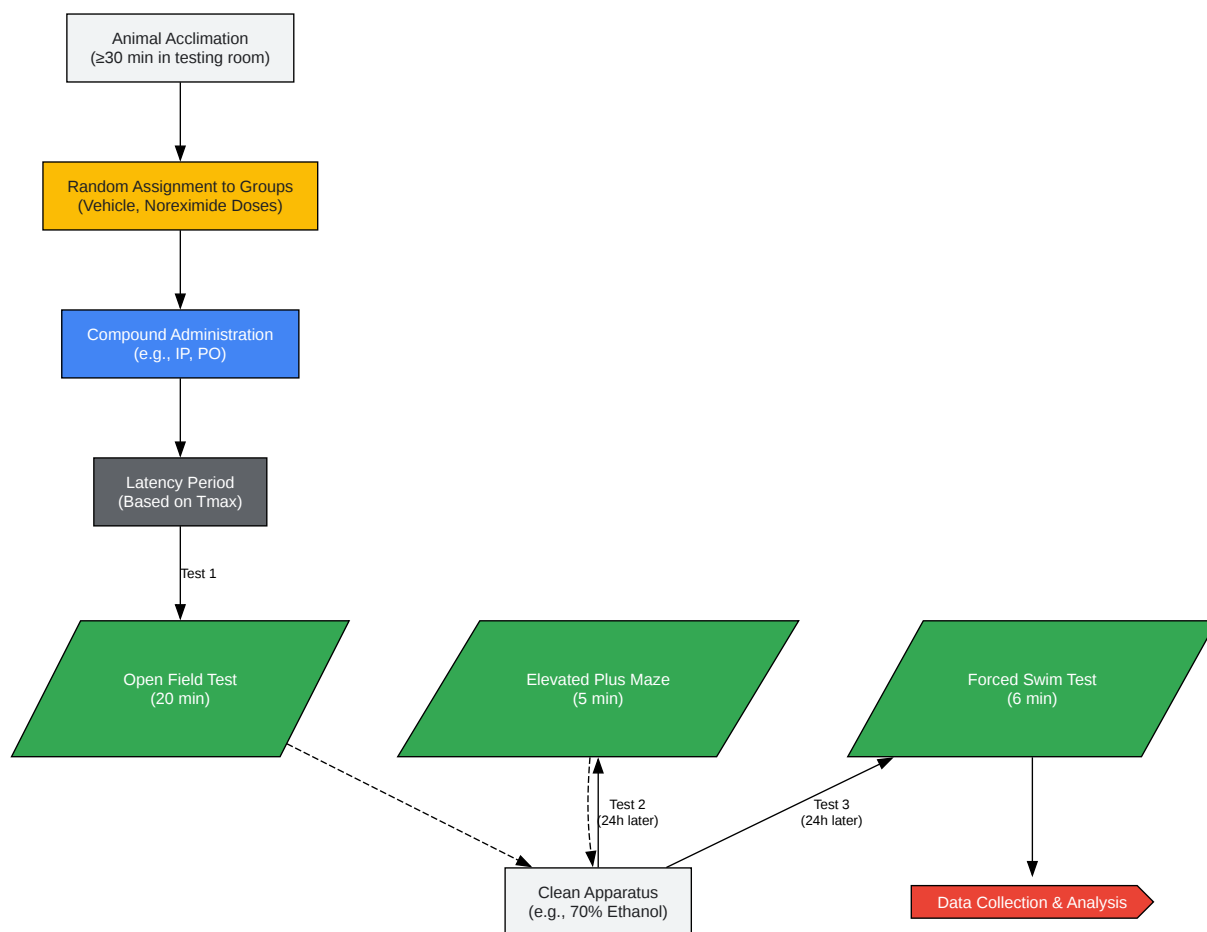 Animal Acclimation
(≥30 min in testing room)
Random Assignment to Groups
(Vehicle, Noreximide Doses)
Compound Administration
(e.g., IP, PO)
Latency Period
(Based on Tmax)
Test 1
Open Field Test
(20 min)
Elevated Plus Maze
(5 min)
Forced Swim Test
(6 min)
Test 2
(24h later)
Test 3
(24h later)
Clean Apparatus
(e.g., 70% Ethanol)
Data Collection & Analysis